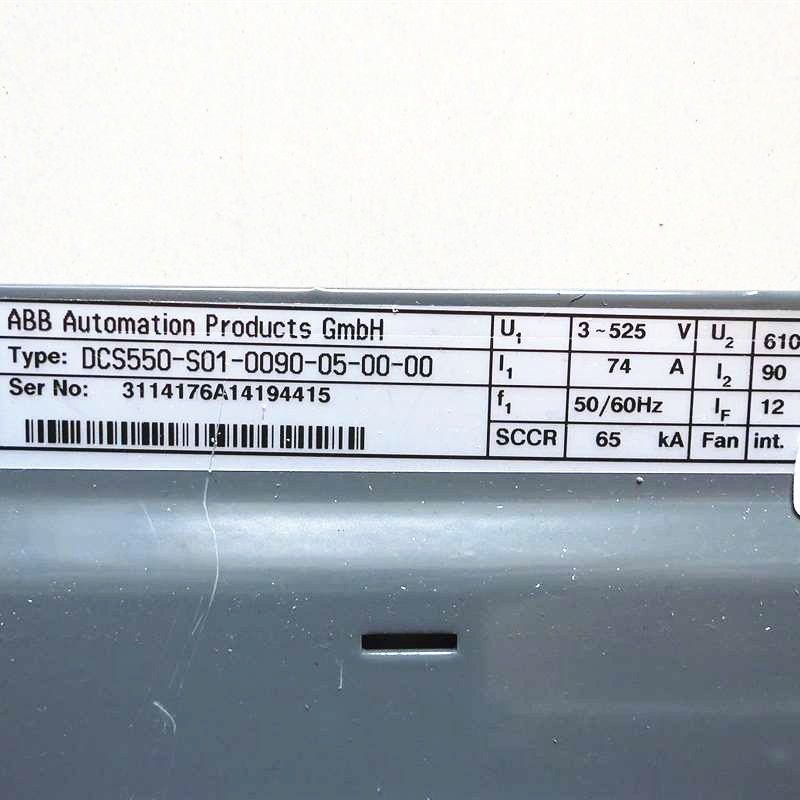 ABB Automation Products GmbH
Type: DCS550-S01-0090-05-00-00
Ser No: 3114176A14194415
U1 3~525 V U2 610
I1 74 A I2 90
f1 50/60Hz IF 12
SCCR 65 kA Fan int.